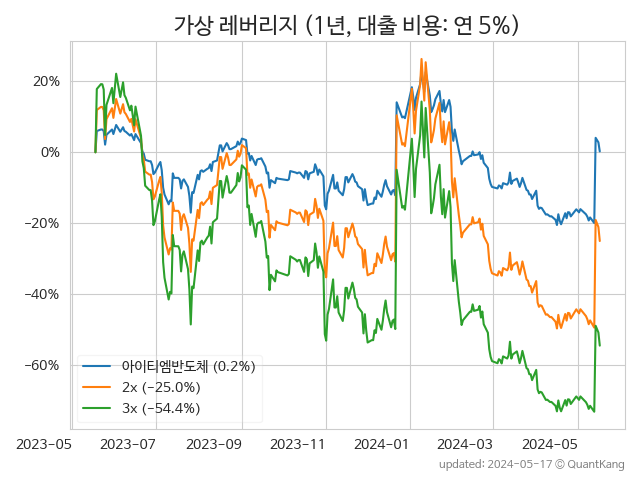 가상 레버리지 (1년, 대출 비용: 연 5%)
20%
0%
−20%
−40%
−60%
아이티엠반도체 (0.2%)
2x (−25.0%)
3x (−54.4%)
2023−05 2023−07 2023−09 2023−11 2024−01 2024−03 2024−05
updated: 2024−05−17 © QuantKang